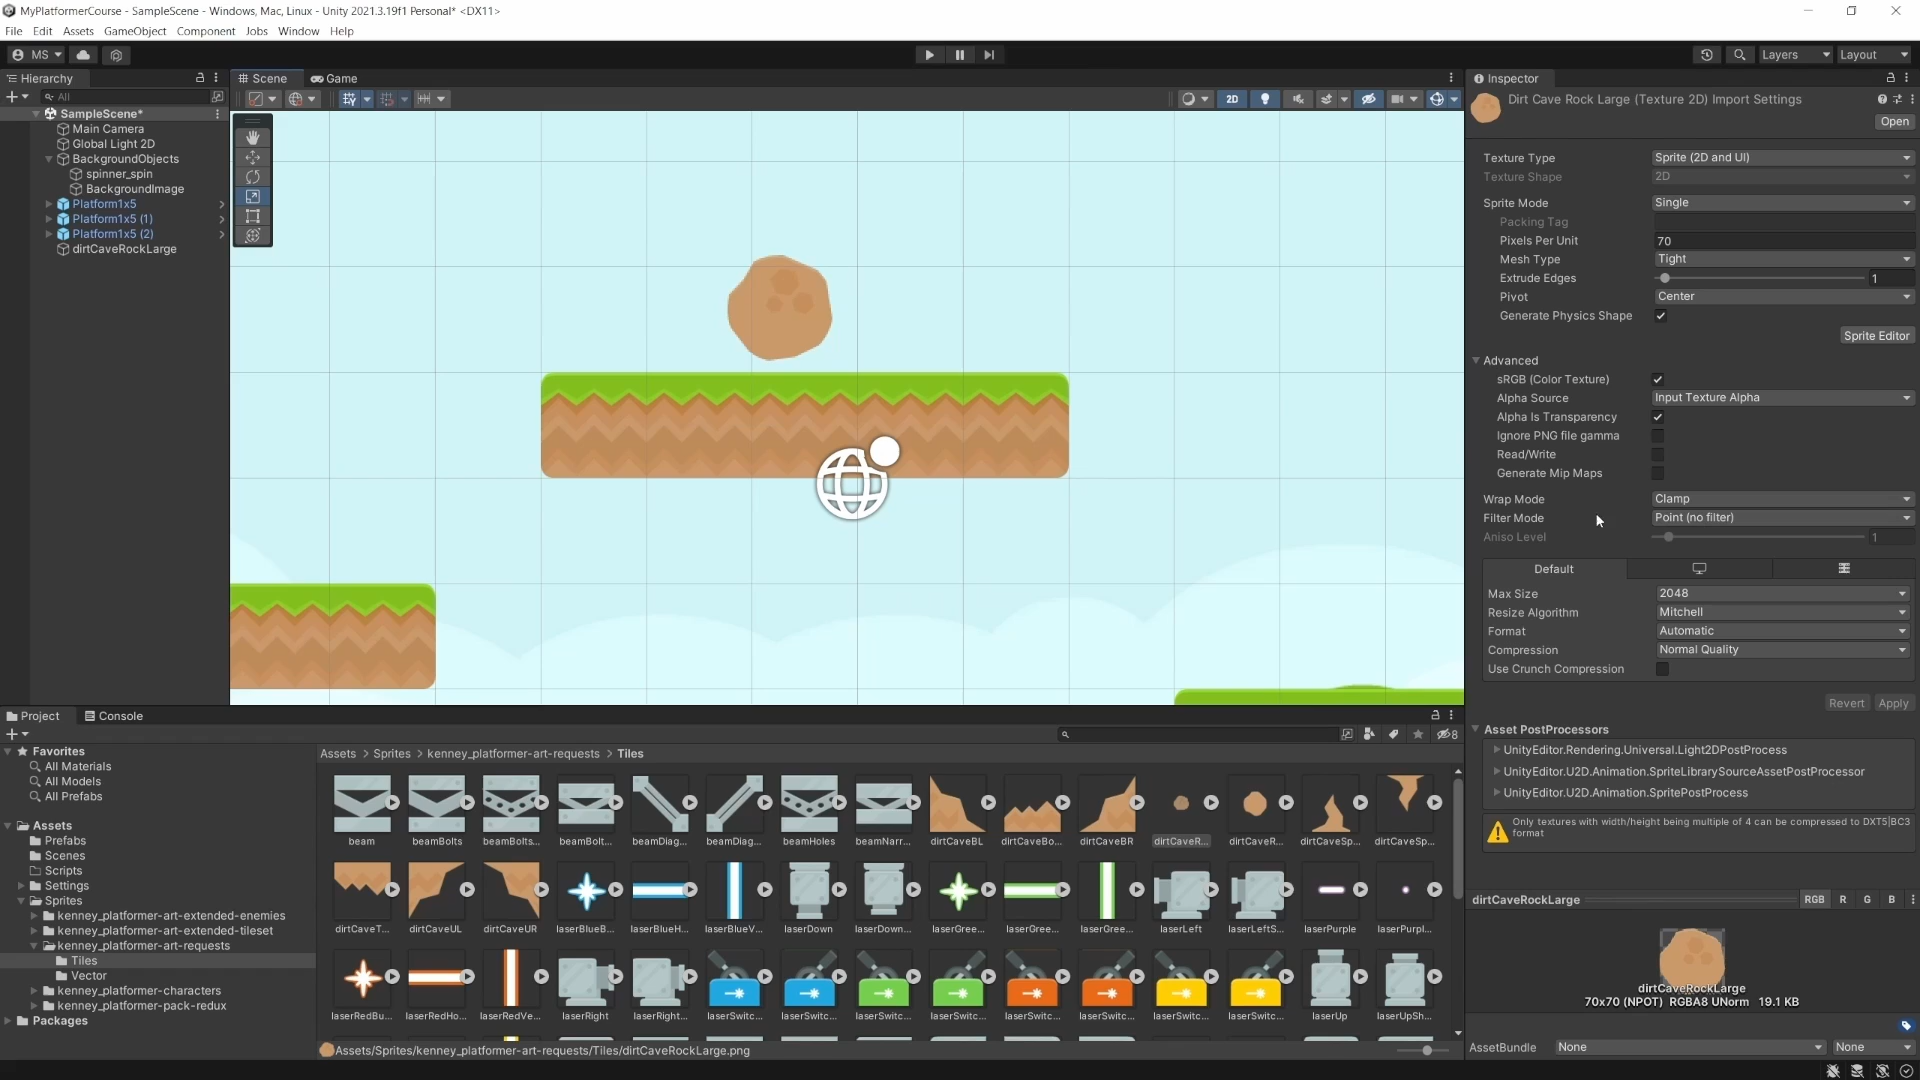 MyPlatformerCourse - SampleScene - Windows, Mac, Linux - Unity 2021.3.19f1 Personal* <DX11>
File Edit Assets GameObject Component Jobs Window Help
MS
Layers
Layout
Hierarchy
All
SampleScene*
Main Camera
Global Light 2D
BackgroundObjects
spinner_spin
BackgroundImage
Platform1x5
Platform1x5 (1)
Platform1x5 (2)
dirtCaveRockLarge
Scene
Game
2D
Inspector
Dirt Cave Rock Large (Texture 2D) Import Settings
Open
Texture Type Sprite (2D and UI)
Texture Shape 2D
Sprite Mode Single
Packing Tag
Pixels Per Unit 70
Mesh Type Tight
Extrude Edges 1
Pivot Center
Generate Physics Shape
Sprite Editor
Advanced
sRGB (Color Texture)
Alpha Source Input Texture Alpha
Alpha Is Transparency
Ignore PNG file gamma
Read/Write
Generate Mip Maps
Wrap Mode Clamp
Filter Mode Point (no filter)
Aniso Level 1
Default
Max Size 2048
Resize Algorithm Mitchell
Format Automatic
Compression Normal Quality
Use Crunch Compression
Revert Apply
Asset PostProcessors
UnityEditor.Rendering.Universal.Light2DPostProcess
UnityEditor.U2D.Animation.SpriteLibrarySourceAssetPostProcessor
UnityEditor.U2D.Animation.SpritePostProcess
Only textures with width/height being multiple of 4 can be compressed to DXT5|BC3
format
dirtCaveRockLarge RGB R G B
dirtCaveRockLarge
70x70 (NPOT) RGBA8 UNorm 19.1 KB
AssetBundle None None
Project
Console
8
Favorites
All Materials
All Models
All Prefabs
Assets
Prefabs
Scenes
Scripts
Settings
Sprites
kenney_platformer-art-extended-enemies
kenney_platformer-art-extended-tileset
kenney_platformer-art-requests
Tiles
Vector
kenney_platformer-characters
kenney_platformer-pack-redux
Packages
Assets > Sprites > kenney_platformer-art-requests > Tiles
beam beamBolts beamBolts... beamBolt... beamDiag... beamDiag... beamHoles beamNarr... dirtCaveBL dirtCaveBo... dirtCaveBR dirtCaveR... dirtCaveR... dirtCaveSp... dirtCaveSp...
dirtCaveT... dirtCaveUL dirtCaveUR laserBlueB... laserBlueH... laserBlueV... laserDown laserDown... laserGree... laserGree... laserGree... laserLeft laserLeftS... laserPurple laserPurpl...
laserRedBu... laserRedHo... laserRedVe... laserRight laserRight... laserSwitc... laserSwitc... laserSwitc... laserSwitc... laserSwitc... laserSwitc... laserSwitc... laserSwitc... laserUp laserUpSh...
Assets/Sprites/kenney_platformer-art-requests/Tiles/dirtCaveRockLarge.png